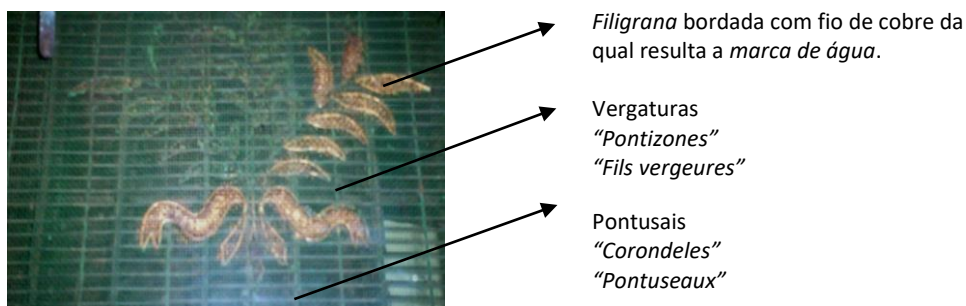 Filigrana bordada com fio de cobre da
qual resulta a marca de água.
Vergaturas
“Pontizones”
“Fils vergeures”
Pontusais
“Corondeles”
“Pontuseaux”